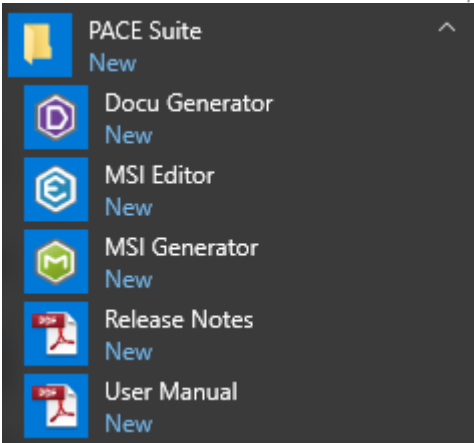 PACE Suite
New
Docu Generator
New
MSI Editor
New
MSI Generator
New
Release Notes
New
User Manual
New